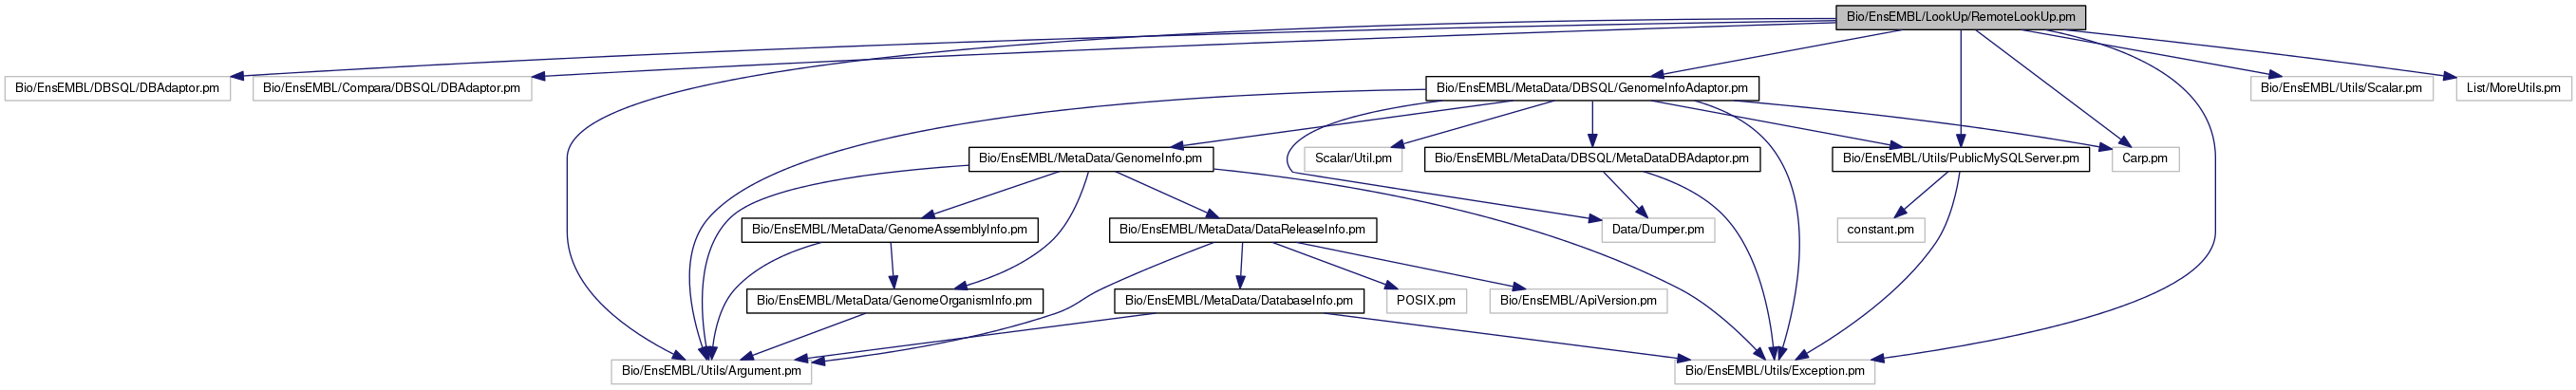 Bio/EnsEMBL/LookUp/RemoteLookUp.pm
Bio/EnsEMBL/DBSQL/DBAdaptor.pm
Bio/EnsEMBL/Compara/DBSQL/DBAdaptor.pm
Bio/EnsEMBL/MetaData/DBSQL/GenomeInfoAdaptor.pm
Bio/EnsEMBL/Utils/Scalar.pm
List/MoreUtils.pm
Bio/EnsEMBL/MetaData/GenomeInfo.pm
Scalar/Util.pm
Bio/EnsEMBL/MetaData/DBSQL/MetaDataDBAdaptor.pm
Bio/EnsEMBL/Utils/PublicMySQLServer.pm
Carp.pm
Bio/EnsEMBL/MetaData/GenomeAssemblyInfo.pm
Bio/EnsEMBL/MetaData/DataReleaseInfo.pm
Data/Dumper.pm
constant.pm
Bio/EnsEMBL/MetaData/GenomeOrganismInfo.pm
Bio/EnsEMBL/MetaData/DatabaseInfo.pm
POSIX.pm
Bio/EnsEMBL/ApiVersion.pm
Bio/EnsEMBL/Utils/Argument.pm
Bio/EnsEMBL/Utils/Exception.pm